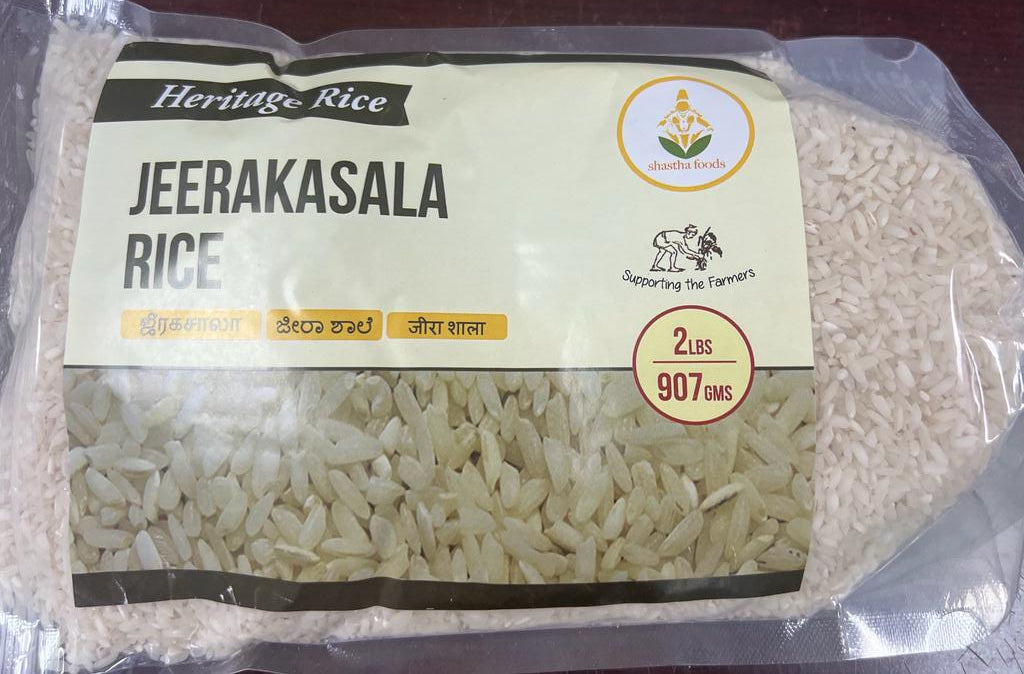 Heritage Rice
JEERAKASALA
RICE
ஜீரகசாலா ಜೀರಾ ಶಾಲೆ जीरा शाला
shastha foods
Supporting the Farmers
2LBS
907GMS